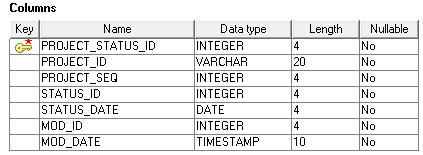 Columns
Key Name Data type Length Nullable
PROJECT_STATUS_ID INTEGER 4 No
PROJECT_ID VARCHAR 20 No
PROJECT_SEQ INTEGER 4 No
STATUS_ID INTEGER 4 No
STATUS_DATE DATE 4 No
MOD_ID INTEGER 4 No
MOD_DATE TIMESTAMP 10 No